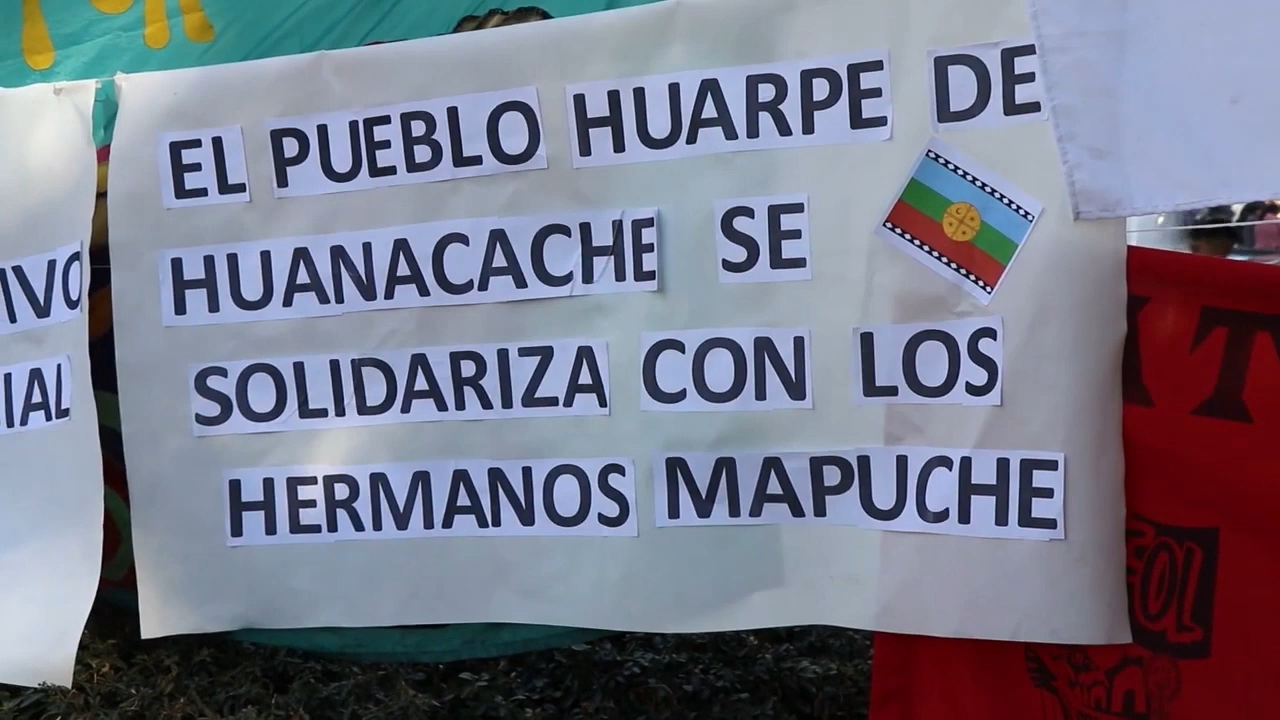 EL PUEBLO HUARPE DE
HUANACACHE SE
SOLIDARIZA CON LOS
HERMANOS MAPUCHE